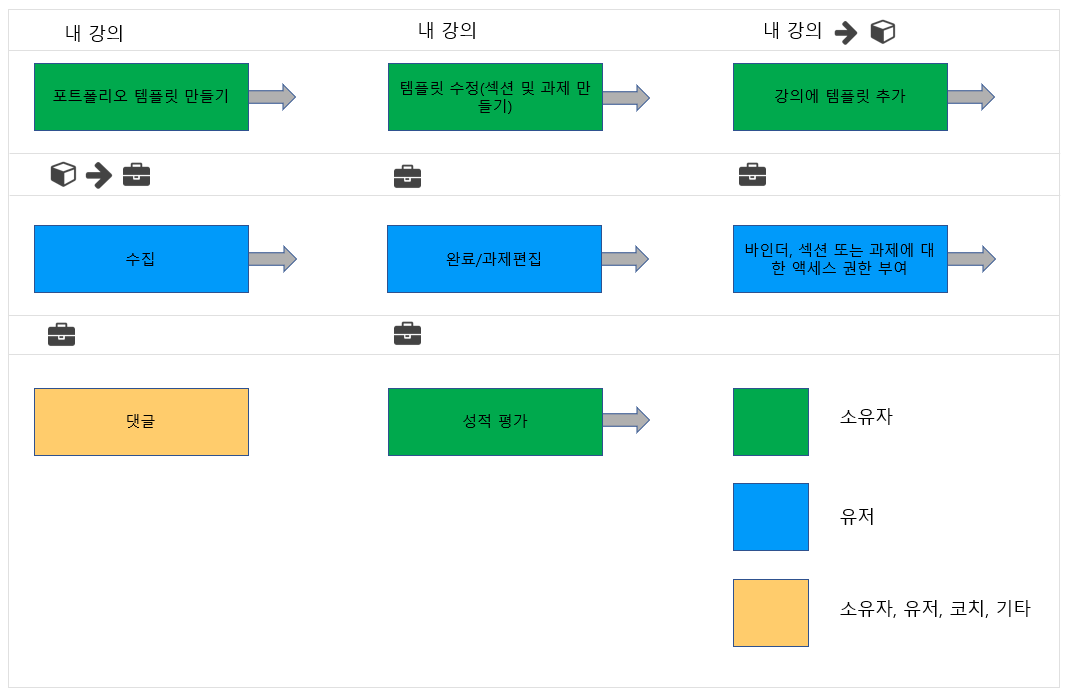 내 강의
내 강의
내 강의
포트폴리오 템플릿 만들기
템플릿 수정(섹션 및 과제 만
들기)
강의에 템플릿 추가
수집
완료/과제편집
바인더, 섹션 또는 과제에 대
한 액세스 권한 부여
댓글
성적 평가
소유자
유저
소유자, 유저, 코치, 기타